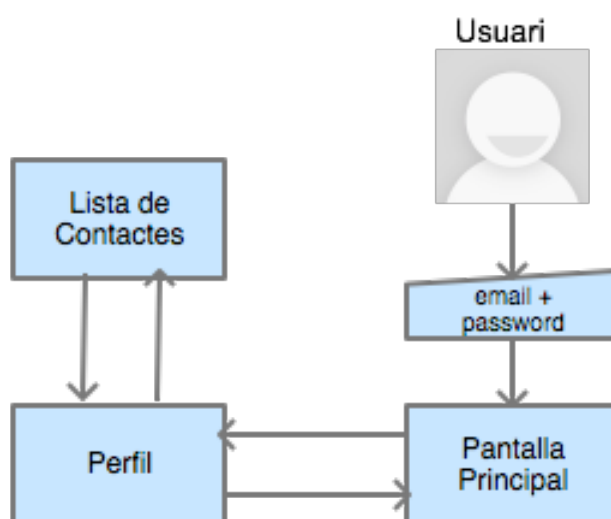 Usuari
Lista de
Contactes
email +
password
Perfil
Pantalla
Principal